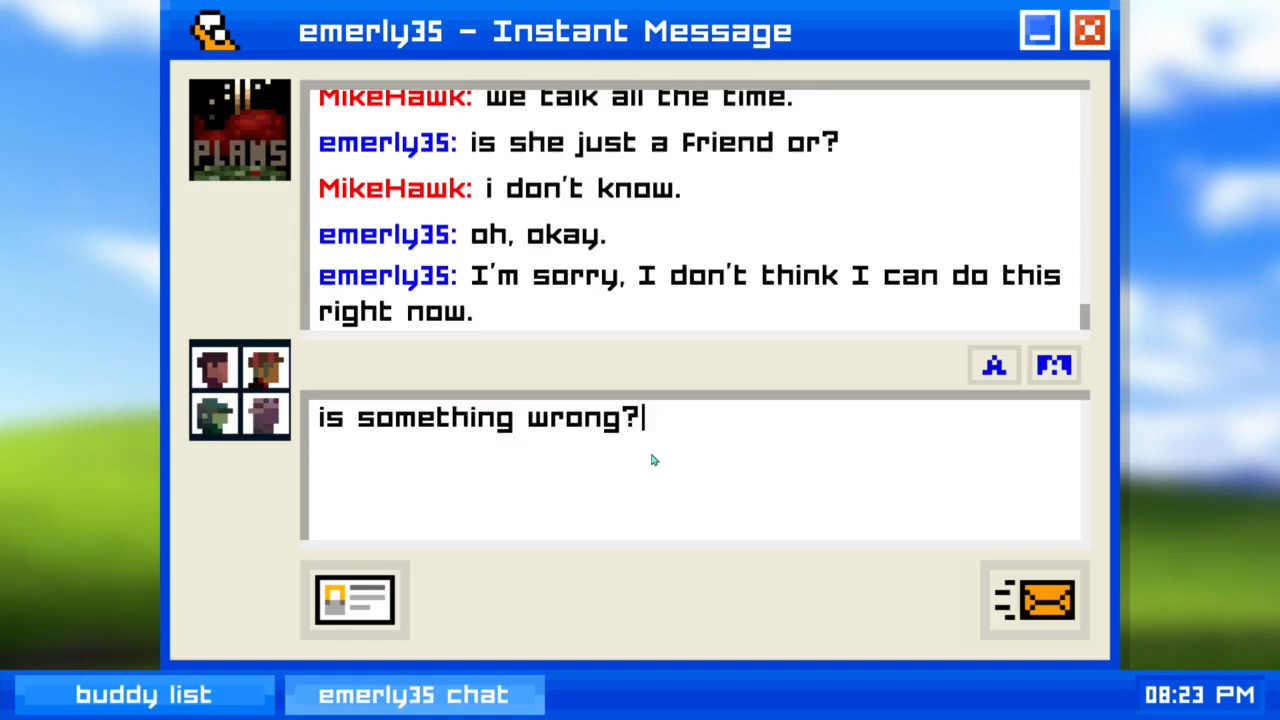 emerly35 - Instant Message
MikeHawk: we talk all the time.
emerly35: is she just a friend or?
MikeHawk: i don't know.
emerly35: oh, okay.
emerly35: I'm sorry, I don't think I can do this
right now.
PLANS
A
is something wrong?
buddy list
emerly35 chat
08:23 PM